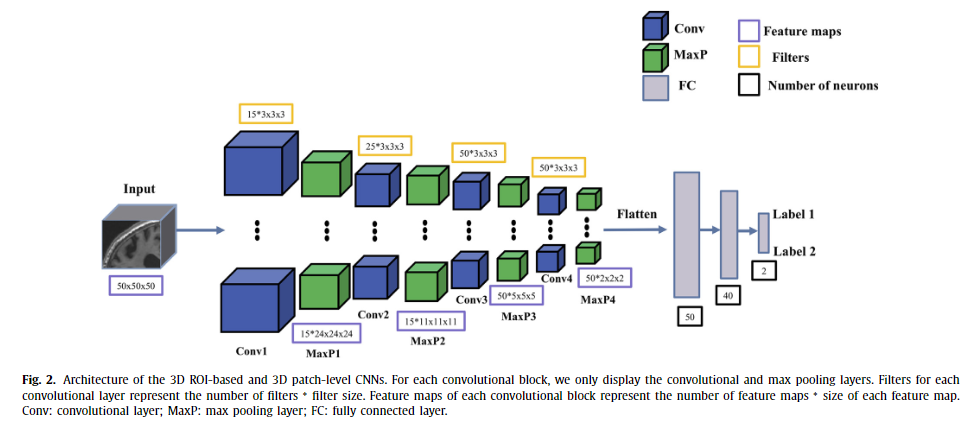 Conv
MaxP
FC
Feature maps
Filters
Number of neurons
15*3x3x3
25*3x3x3
50*3x3x3
50*3x3x3
Input
Flatten
Label 1
Label 2
50x50x50
Conv1
15*24x24x24
MaxP1
Conv2
15*11x11x11
MaxP2
Conv3
50*5x5x5
MaxP3
Conv4
50*2x2x2
MaxP4
50
40
2
Fig. 2. Architecture of the 3D ROI-based and 3D patch-level CNNs. For each convolutional block, we only display the convolutional and max pooling layers. Filters for each
convolutional layer represent the number of filters * filter size. Feature maps of each convolutional block represent the number of feature maps * size of each feature map.
Conv: convolutional layer; MaxP: max pooling layer; FC: fully connected layer.